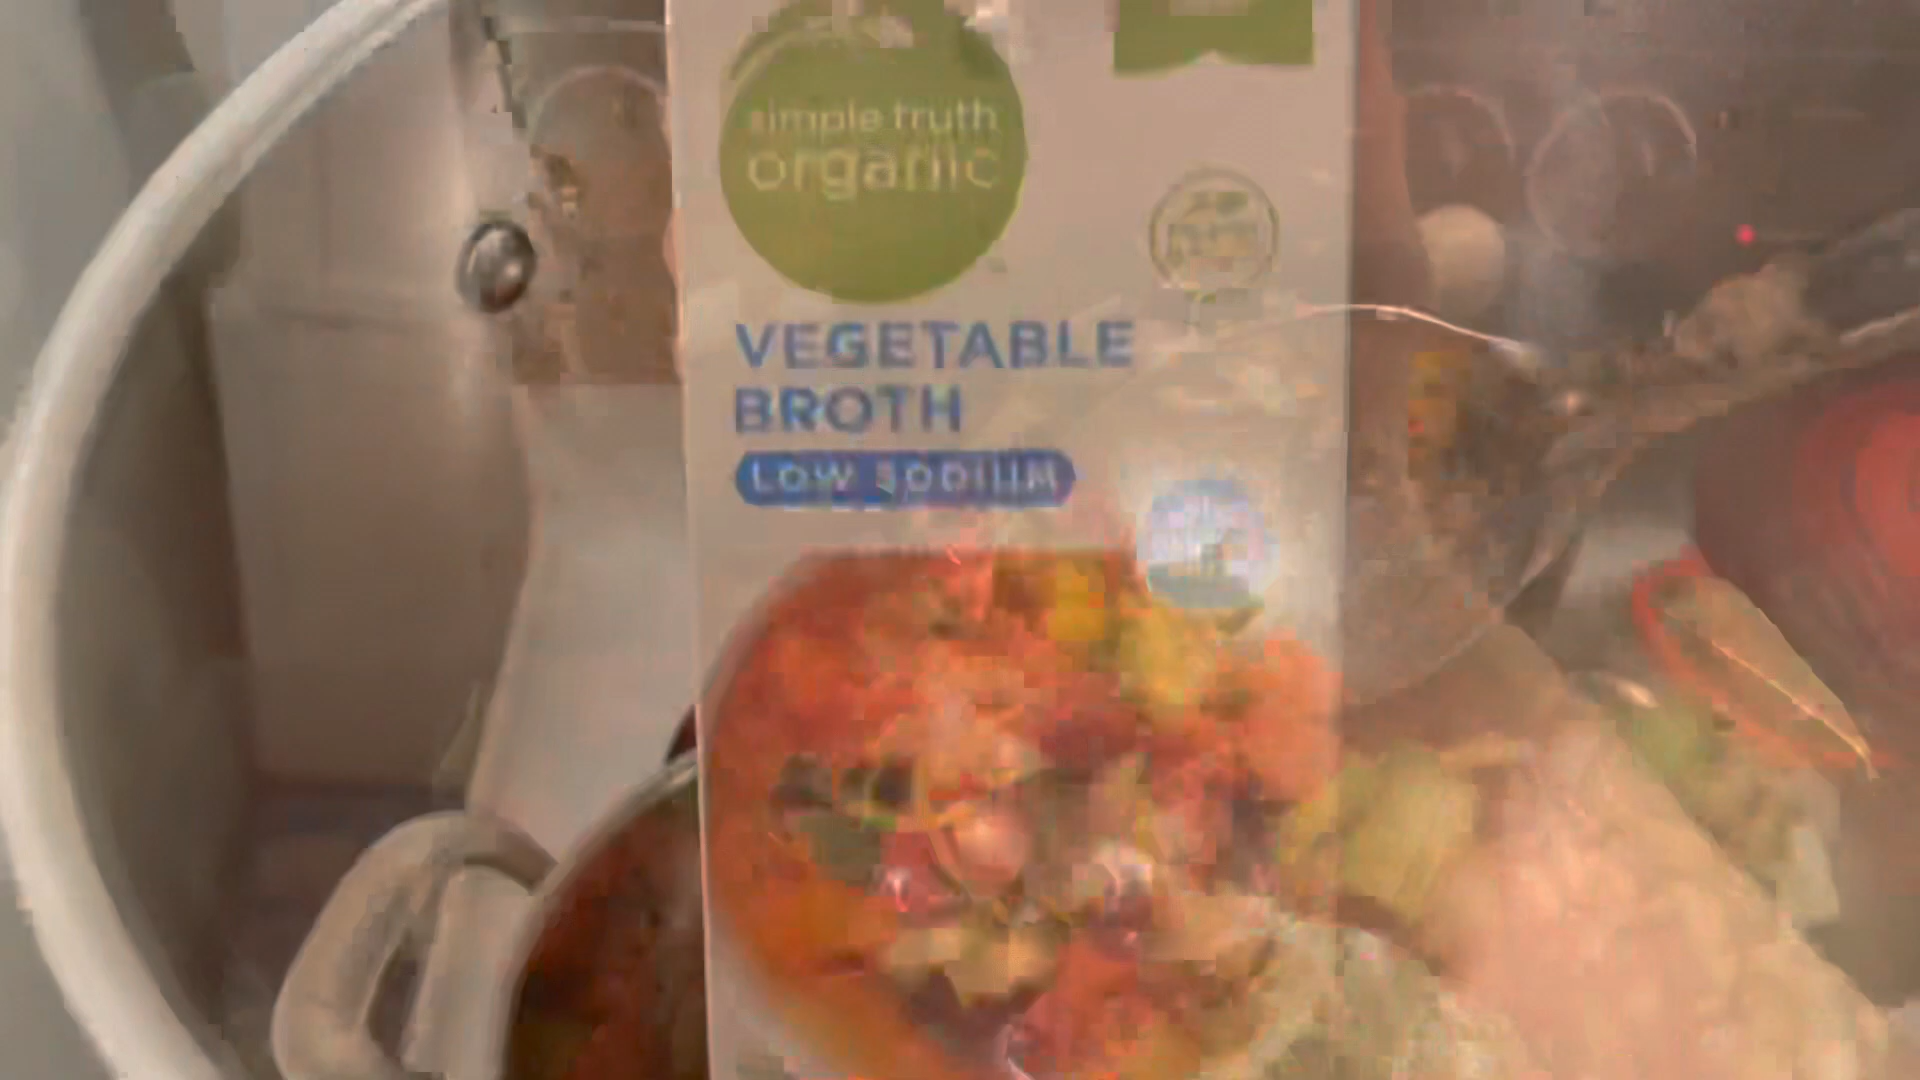 simple truth
organic
VEGETABLE
BROTH
LOW SODIUM